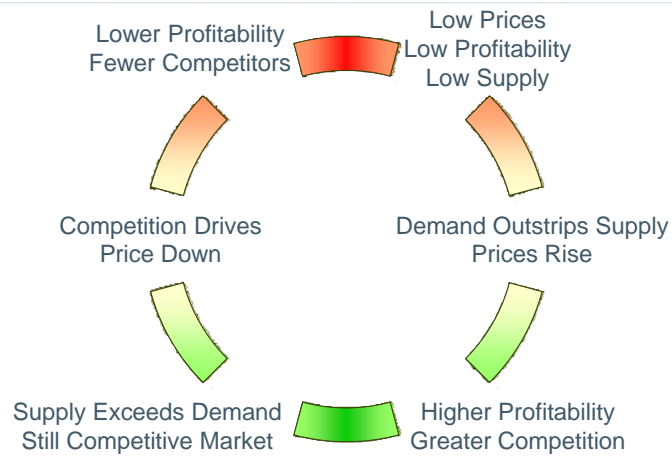 Lower Profitability
Fewer Competitors
Low Prices
Low Profitability
Low Supply
Competition Drives
Price Down
Demand Outstrips Supply
Prices Rise
Supply Exceeds Demand
Still Competitive Market
Higher Profitability
Greater Competition